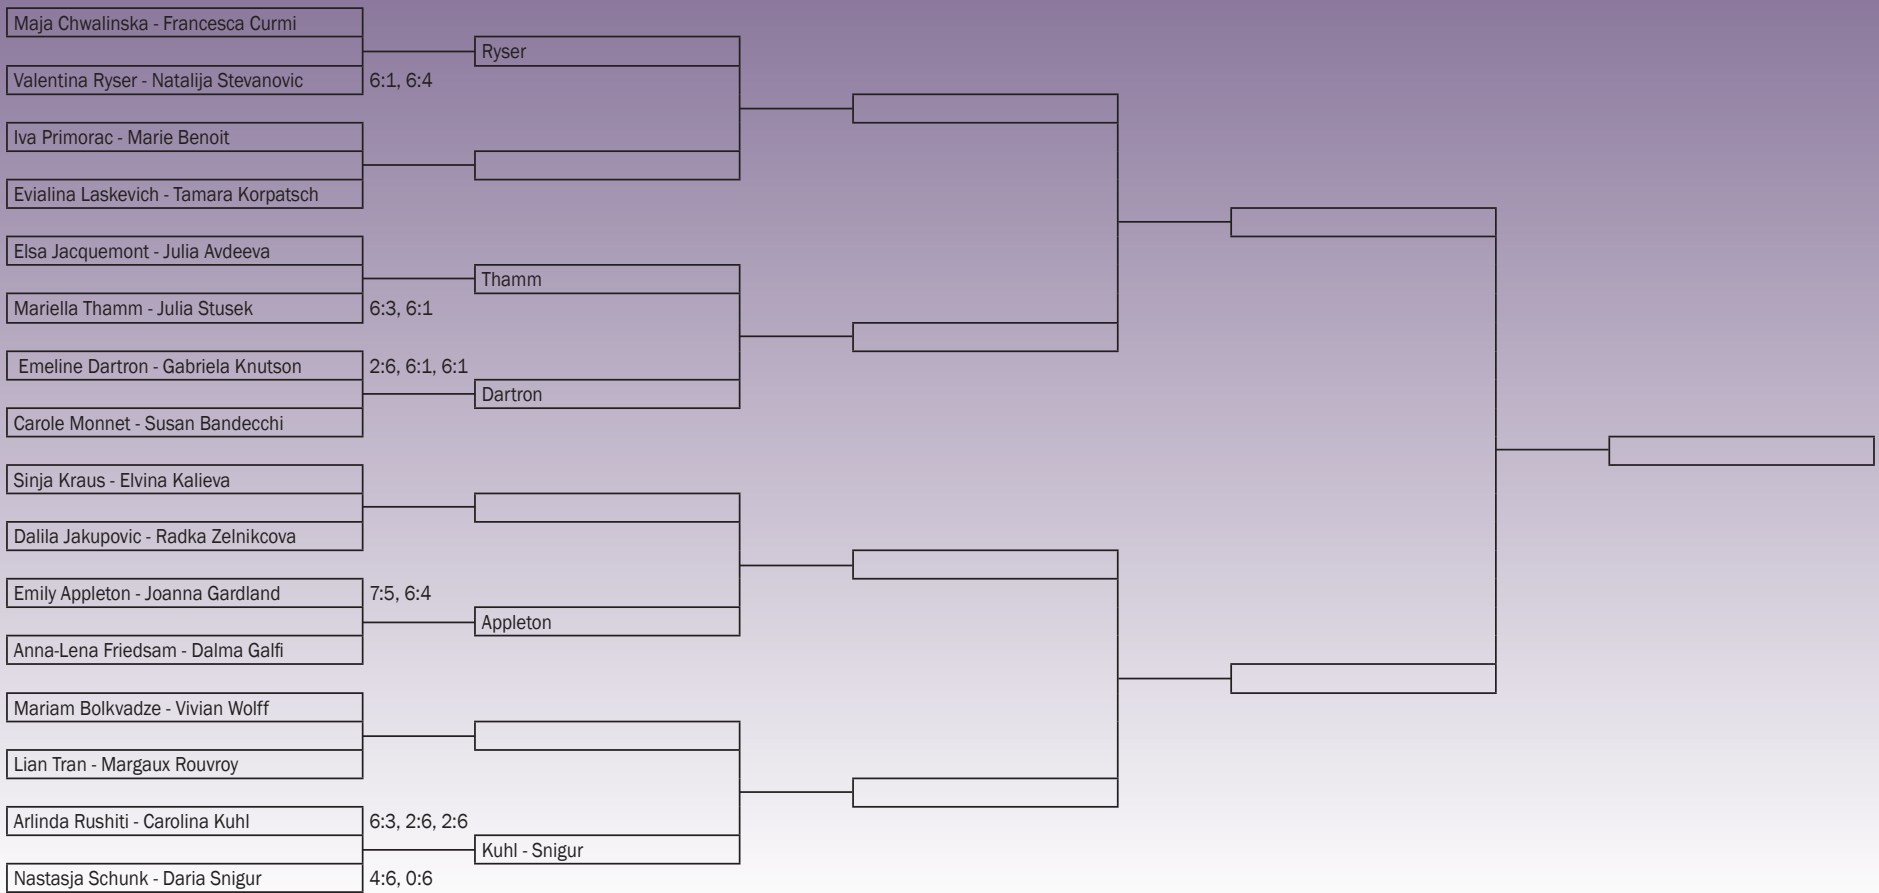 Maja Chwalinska - Francesca Curmi
Ryser
Valentina Ryser - Natalija Stevanovic 6:1, 6:4
Iva Primorac - Marie Benoit
Evialina Laskevich - Tamara Korpatsch
Elsa Jacquemont - Julia Avdeeva
Thamm
Mariella Thamm - Julia Stusek 6:3, 6:1
Emeline Dartron - Gabriela Knutson 2:6, 6:1, 6:1
Dartron
Carole Monnet - Susan Bandecchi
Sinja Kraus - Elvina Kalieva
Dalila Jakupovic - Radka Zelnikcova
Emily Appleton - Joanna Gardland 7:5, 6:4
Appleton
Anna-Lena Friedsam - Dalma Galfi
Mariam Bolkvadze - Vivian Wolff
Lian Tran - Margaux Rouvroy
Arlinda Rushiti - Carolina Kuhl 6:3, 2:6, 2:6
Kuhl - Snigur
Nastasja Schunk - Daria Snigur 4:6, 0:6